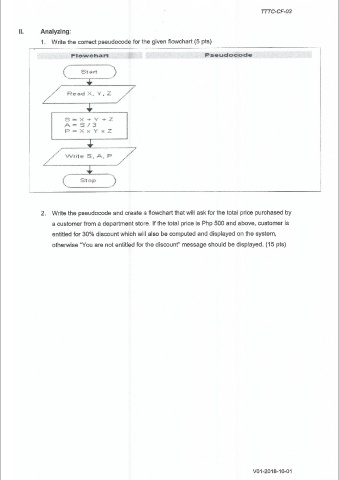 TTTC-CF-02
II. Analyzing:
1. Write the correct pseudocode for the given flowchart (5 pts)
Flowchart Pseudocode
Start
Read X, Y, Z
S = X + Y + Z
A = S / 3
P = X x Y x Z
Write S, A, P
Stop
2. Write the pseudocode and create a flowchart that will ask for the total price purchased by
a customer from a department store. If the total price is Php 500 and above, customer is
entitled for 30% discount which will also be computed and displayed on the system,
otherwise "You are not entitled for the discount" message should be displayed. (15 pts)
V01-2018-10-01